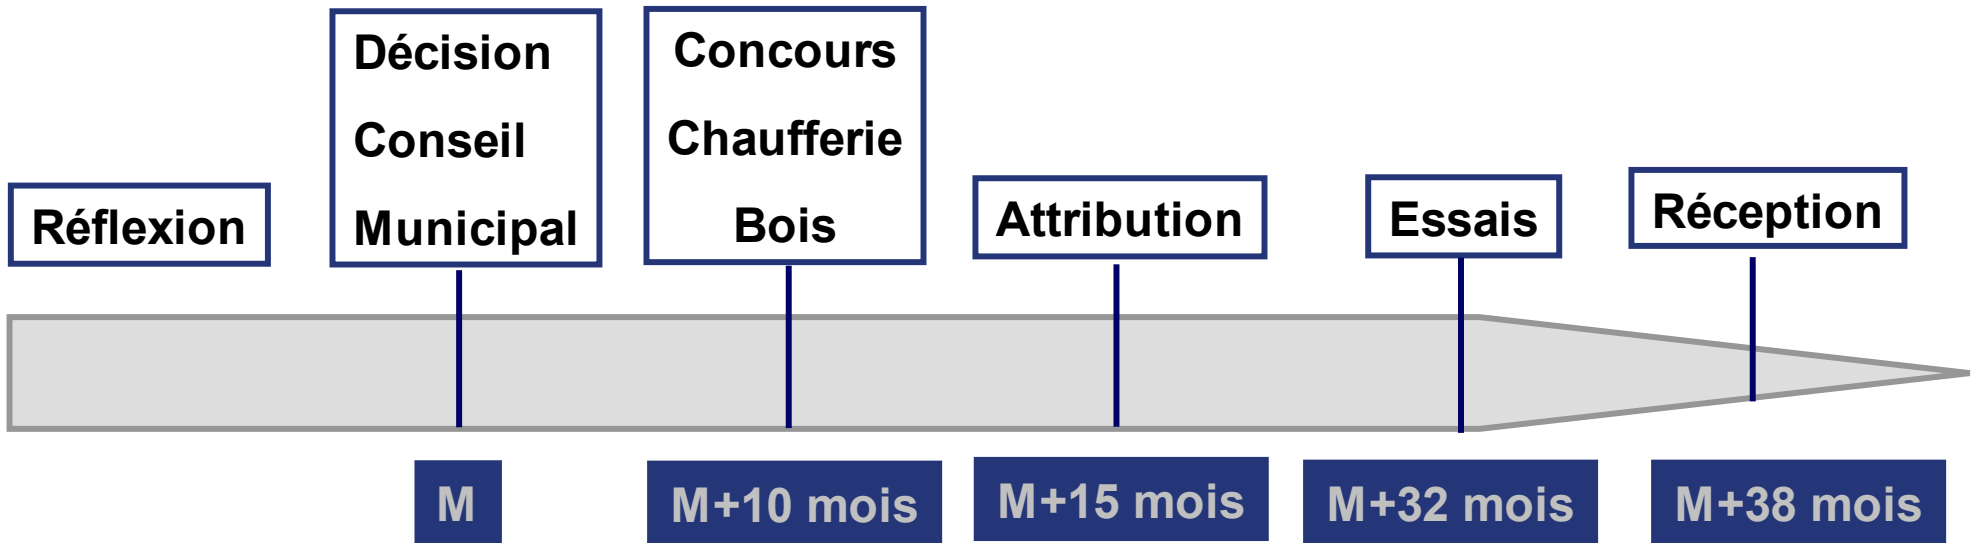 Réflexion
Décision
Conseil
Municipal
Concours
Chaufferie
Bois
Attribution
Essais
Réception
M
M+10 mois
M+15 mois
M+32 mois
M+38 mois